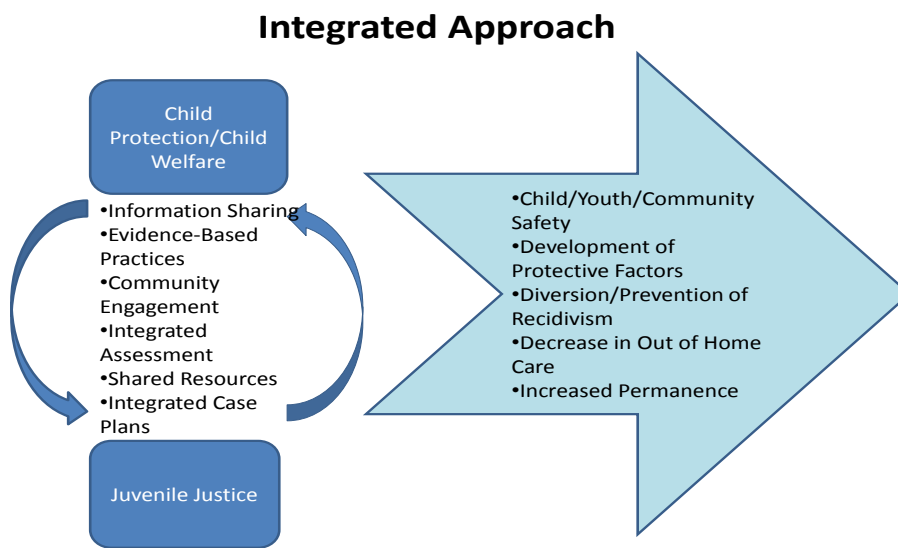 Integrated Approach
Child
Protection/Child
Welfare
•Information Sharing
•Evidence-Based
Practices
•Community
Engagement
•Integrated
Assessment
•Shared Resources
•Integrated Case
Plans
Juvenile Justice
•Child/Youth/Community
Safety
•Development of
Protective Factors
•Diversion/Prevention of
Recidivism
•Decrease in Out of Home
Care
•Increased Permanence